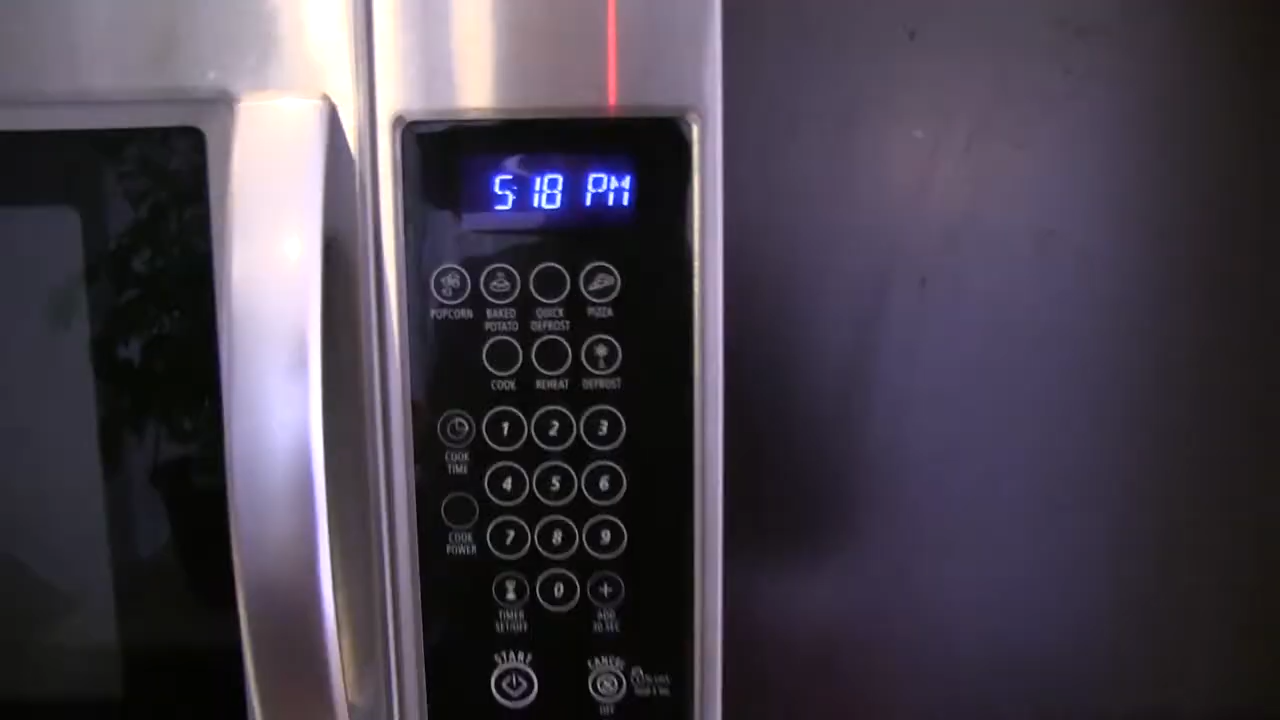 5:18 PM
POPCORN BAKED POTATO QUICK DEFROST PIZZA
COOK REHEAT DEFROST
1 2 3
COOK TIME
4 5 6
7 8 9
COOK POWER
0 +
TIMER SET/OFF ADD 30 SEC
START CANCEL
OFF